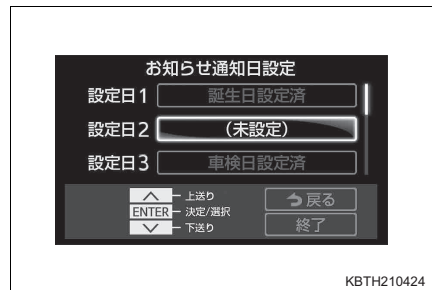 お知らせ通知日設定
設定日1 誕生日設定済
設定日2 (未設定)
設定日3 車検日設定済
上送り
ENTER 決定/選択
下送り
戻る
終了
KBTH210424